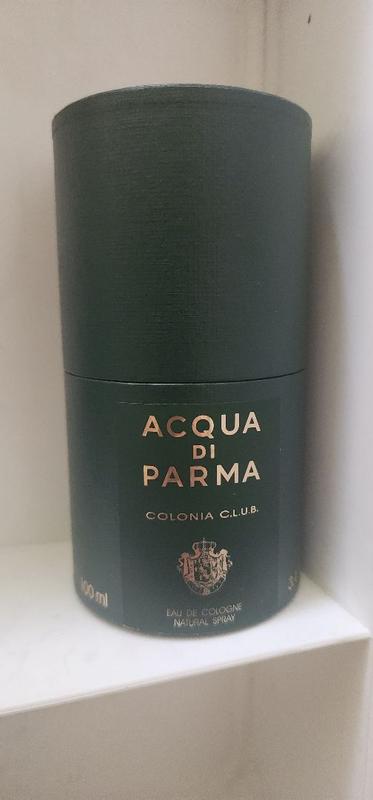 ACQUA
DI
PARMA
COLONIA C.L.U.B.
100 ml
EAU DE COLOGNE
NATURAL SPRAY